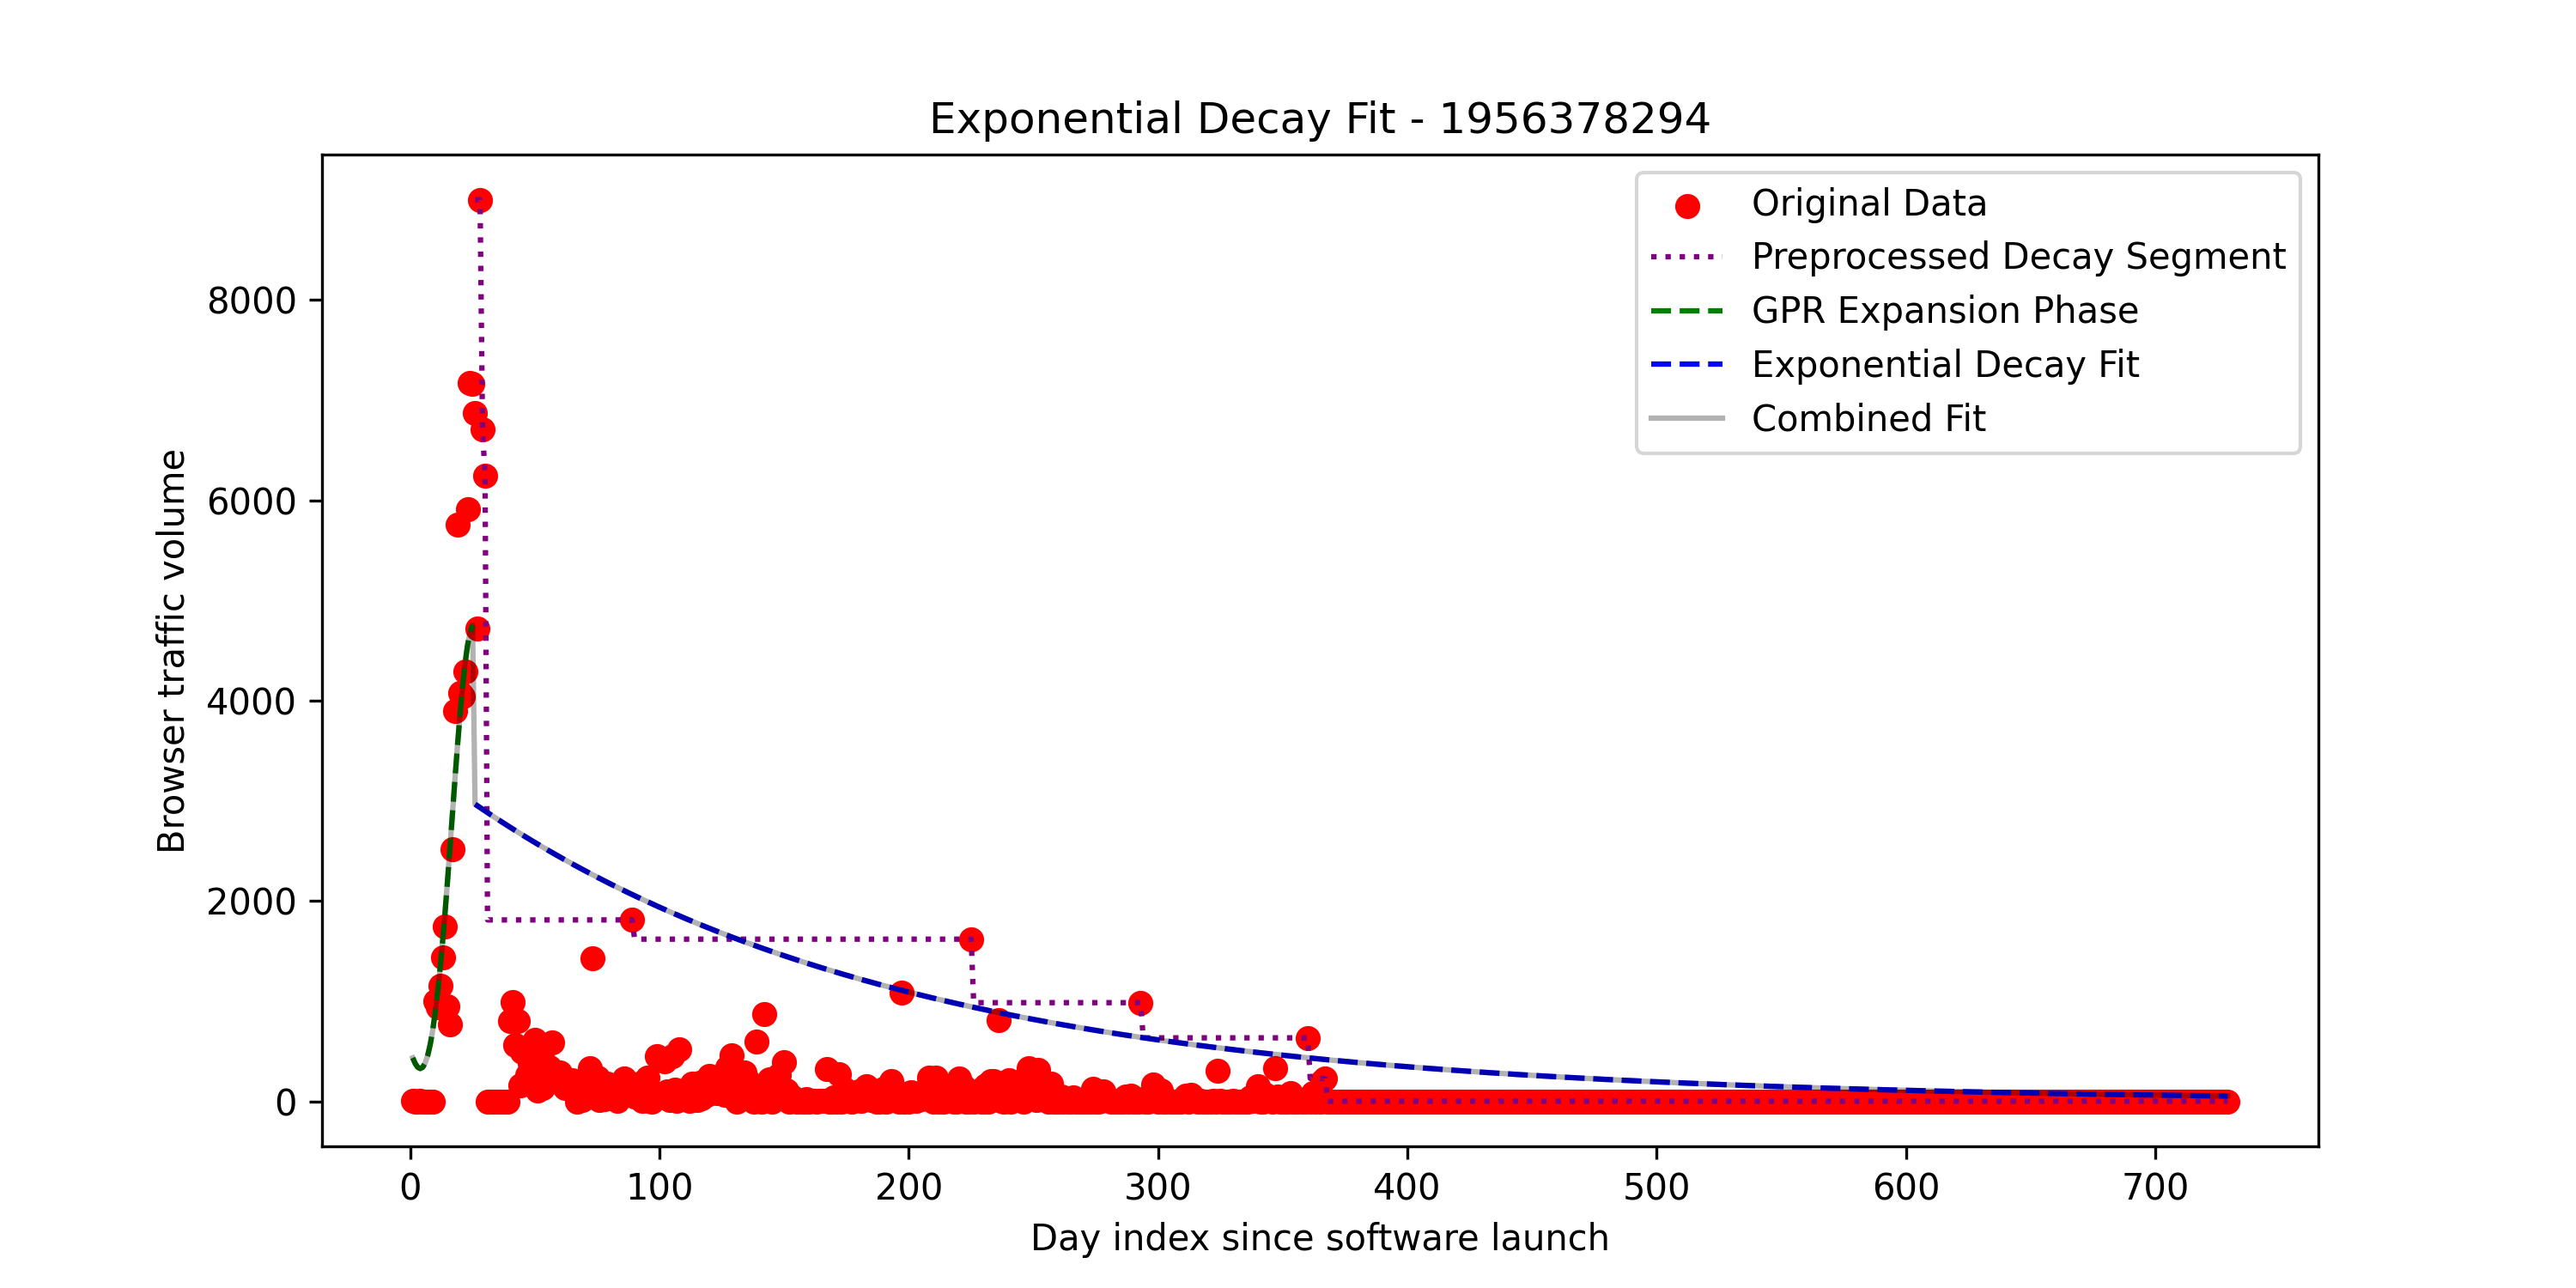 Exponential Decay Fit - 1956378294
Original Data
Preprocessed Decay Segment
GPR Expansion Phase
Exponential Decay Fit
Combined Fit
Browser traffic volume
8000
6000
4000
2000
0
0 100 200 300 400 500 600 700
Day index since software launch